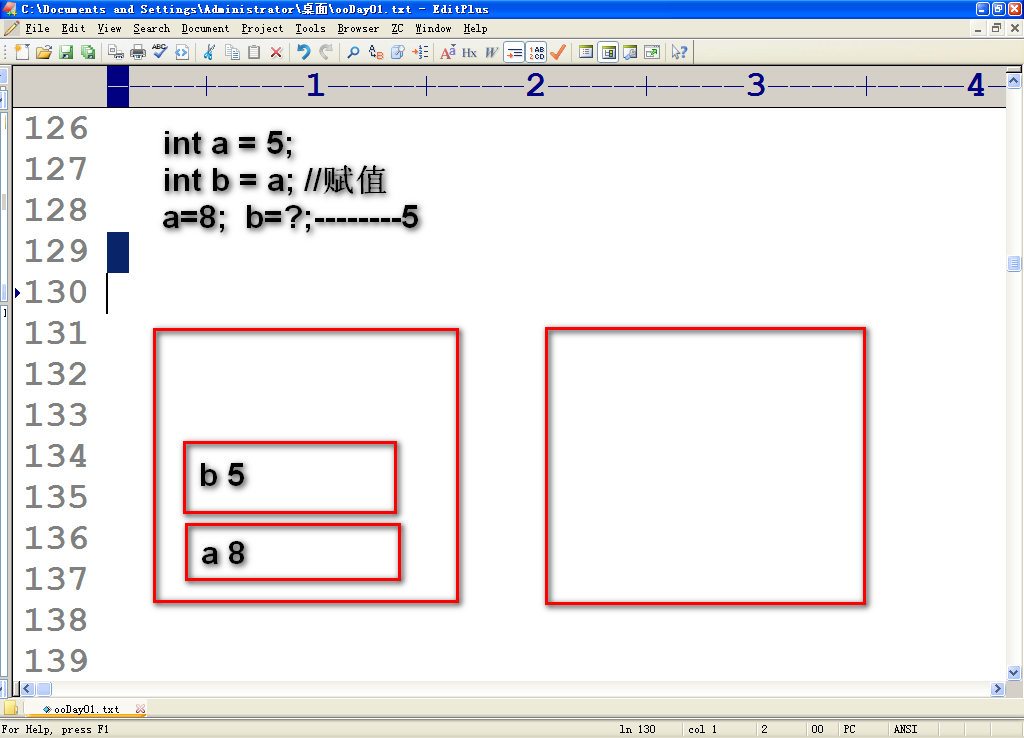 C:\Documents and Settings\Administrator\桌面\ooDay01.txt - EditPlus
File Edit View Search Document Project Tools Browser ZC Window Help
1 2 3 4
126
127
128
129
130
131
132
133
134
135
136
137
138
139
int a = 5;
int b = a; //赋值
a=8; b=?;--------5
b 5
a 8
ooDay01.txt
For Help, press F1 ln 130 col 1 2 00 PC ANSI